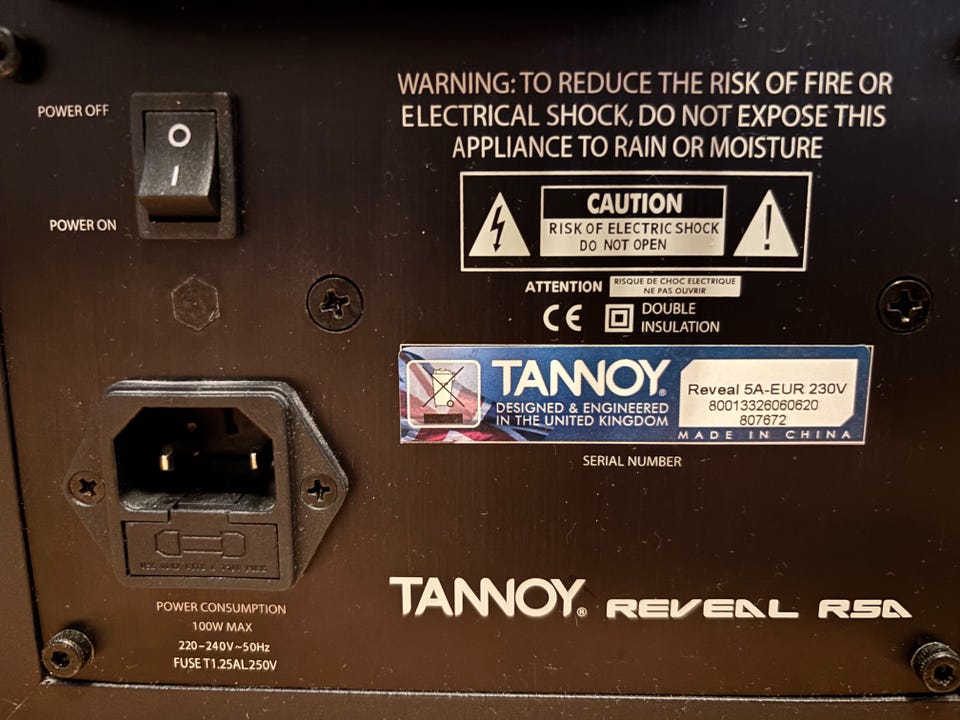 POWER OFF
O
I
POWER ON
WARNING: TO REDUCE THE RISK OF FIRE OR
ELECTRICAL SHOCK, DO NOT EXPOSE THIS
APPLIANCE TO RAIN OR MOISTURE
CAUTION
RISK OF ELECTRIC SHOCK
DO NOT OPEN
ATTENTION
RISQUE DE CHOC ELECTRIQUE
NE PAS OUVRIR
CE
DOUBLE
INSULATION
TANNOY®
DESIGNED & ENGINEERED
IN THE UNITED KINGDOM
Reveal 5A-EUR 230V
80013326060620
807672
MADE IN CHINA
SERIAL NUMBER
POWER CONSUMPTION
100W MAX
220-240V~50Hz
FUSE T1.25AL.250V
TANNOY®
REVEAL R5A